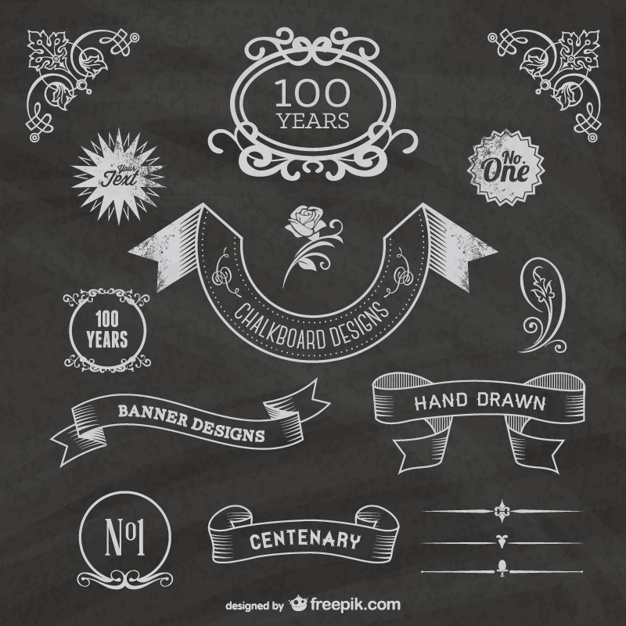 100
YEARS
Your
Text
No.
One
CHALKBOARD DESIGNS
100
YEARS
BANNER DESIGNS
HAND DRAWN
Nº1
CENTENARY
designed by freepik.com